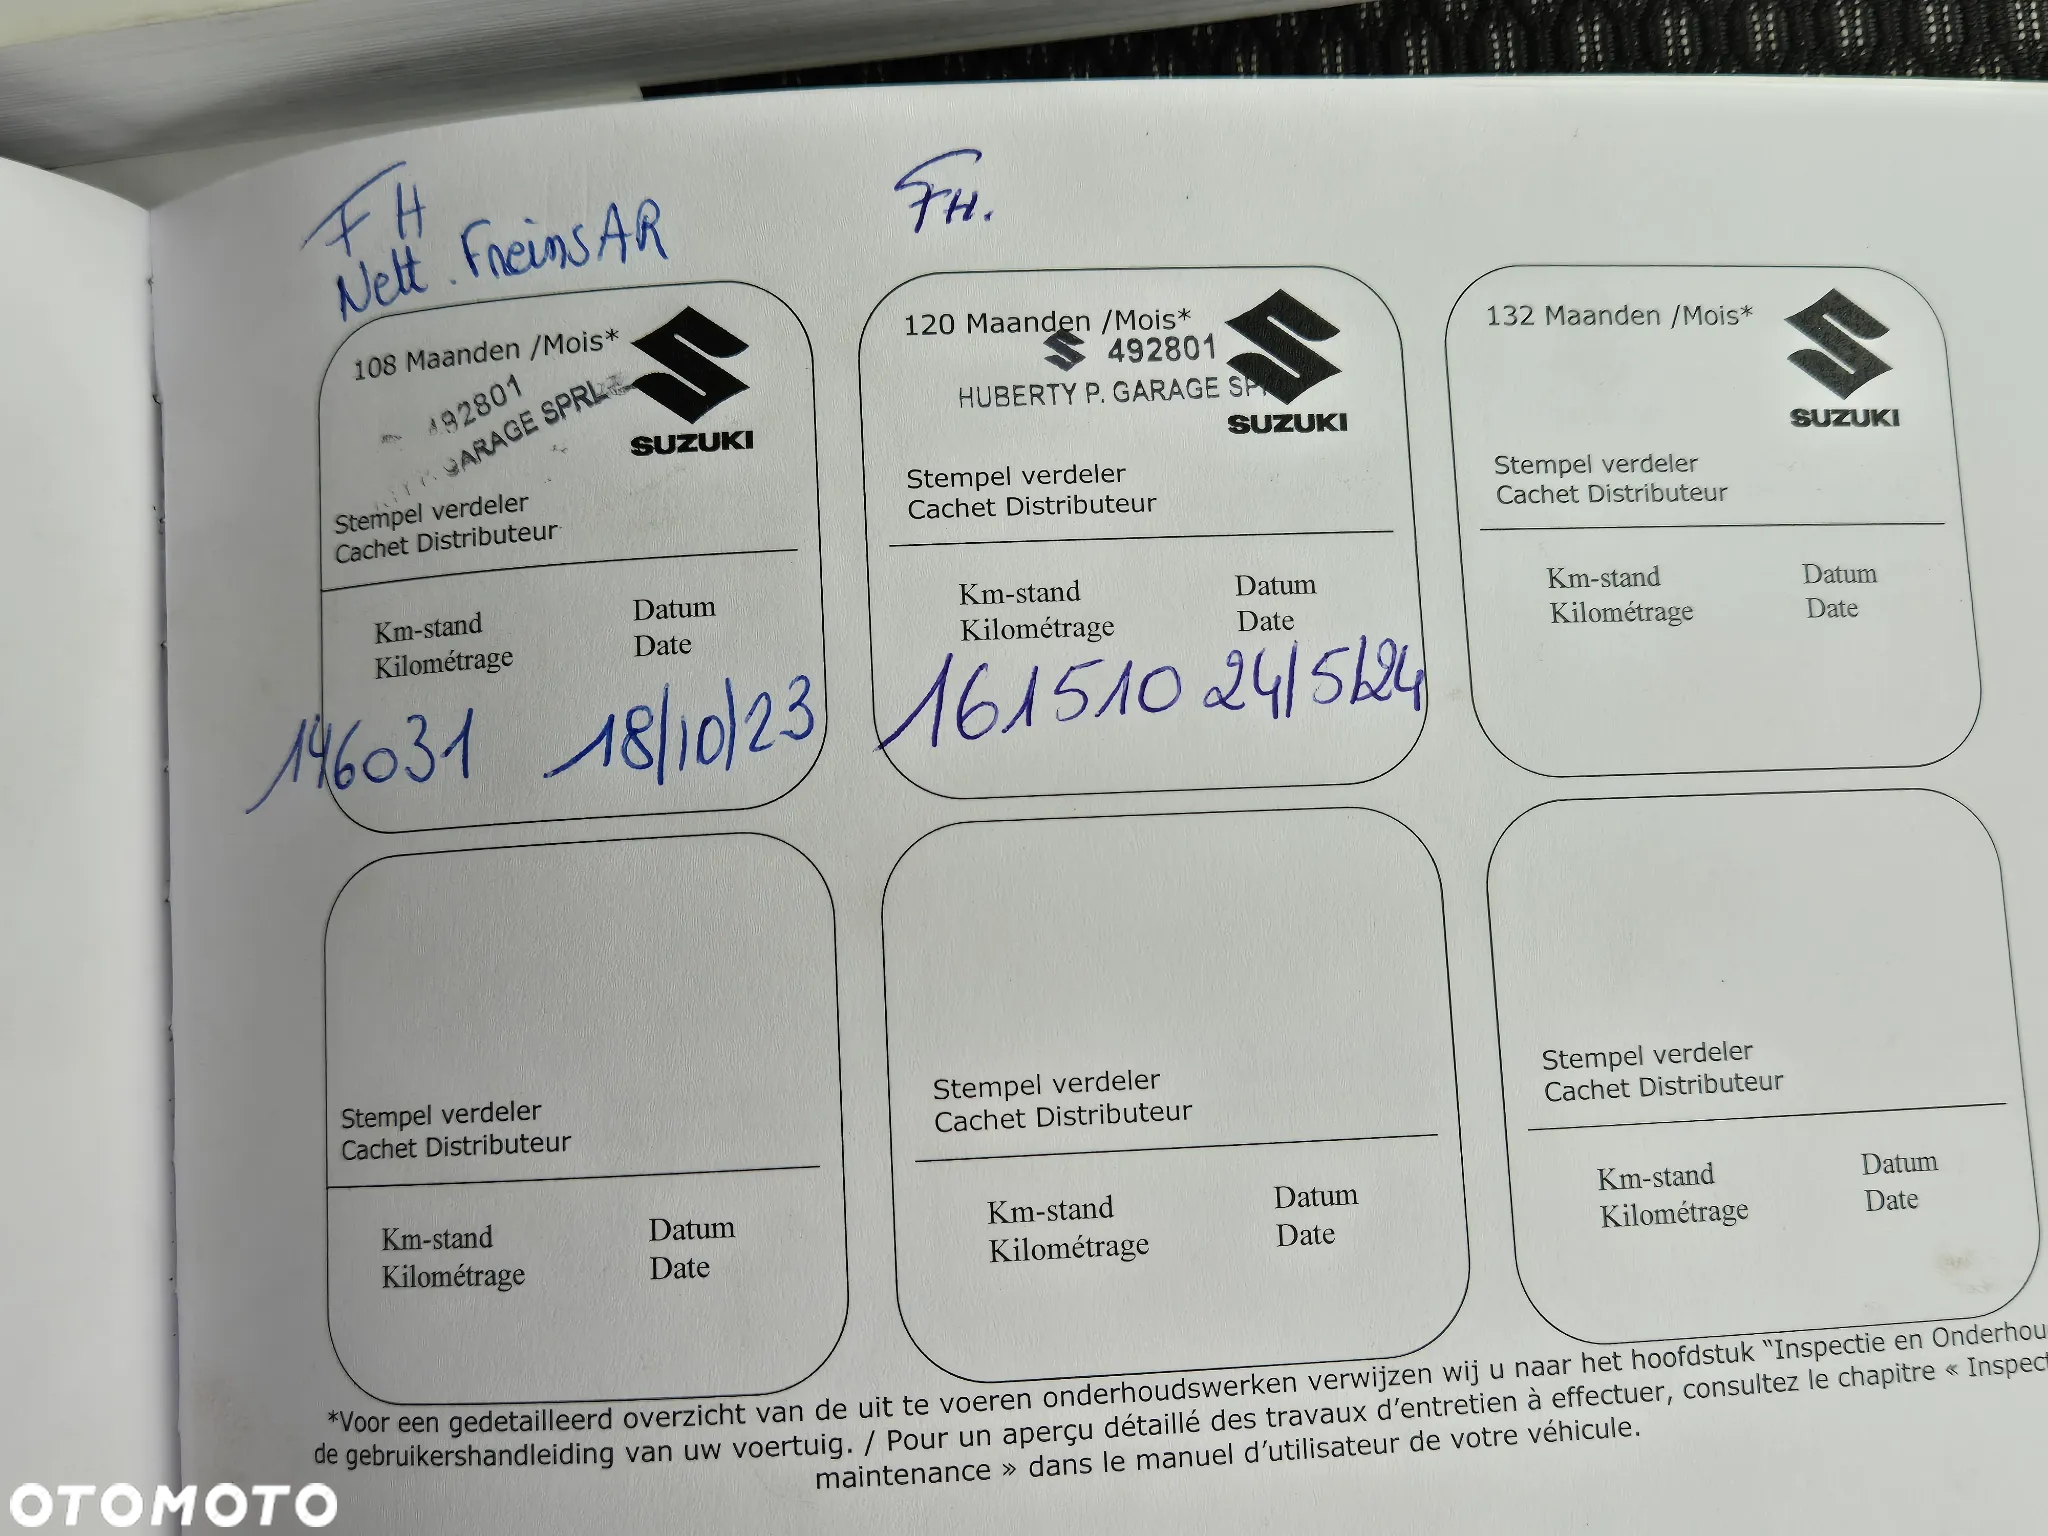 FH
Nett. Freins AR
108 Maanden /Mois*
492801
GARAGE SPRL
SUZUKI
Stempel verdeler
Cachet Distributeur
Km-stand Datum
Kilométrage Date
146031 18/10/23
FH.
120 Maanden /Mois*
492801
HUBERTY P. GARAGE SP
SUZUKI
Stempel verdeler
Cachet Distributeur
Km-stand Datum
Kilométrage Date
161510 24/5/24
132 Maanden /Mois*
SUZUKI
Stempel verdeler
Cachet Distributeur
Km-stand Datum
Kilométrage Date
Stempel verdeler
Cachet Distributeur
Km-stand Datum
Kilométrage Date
Stempel verdeler
Cachet Distributeur
Km-stand Datum
Kilométrage Date
Stempel verdeler
Cachet Distributeur
Km-stand Datum
Kilométrage Date
*Voor een gedetailleerd overzicht van de uit te voeren onderhoudswerken verwijzen wij u naar het hoofdstuk "Inspectie en Onderhou
de gebruikershandleiding van uw voertuig. / Pour un aperçu détaillé des travaux d'entretien à effectuer, consultez le chapitre « Inspect
maintenance » dans le manuel d'utilisateur de votre véhicule.
OTOMOTO